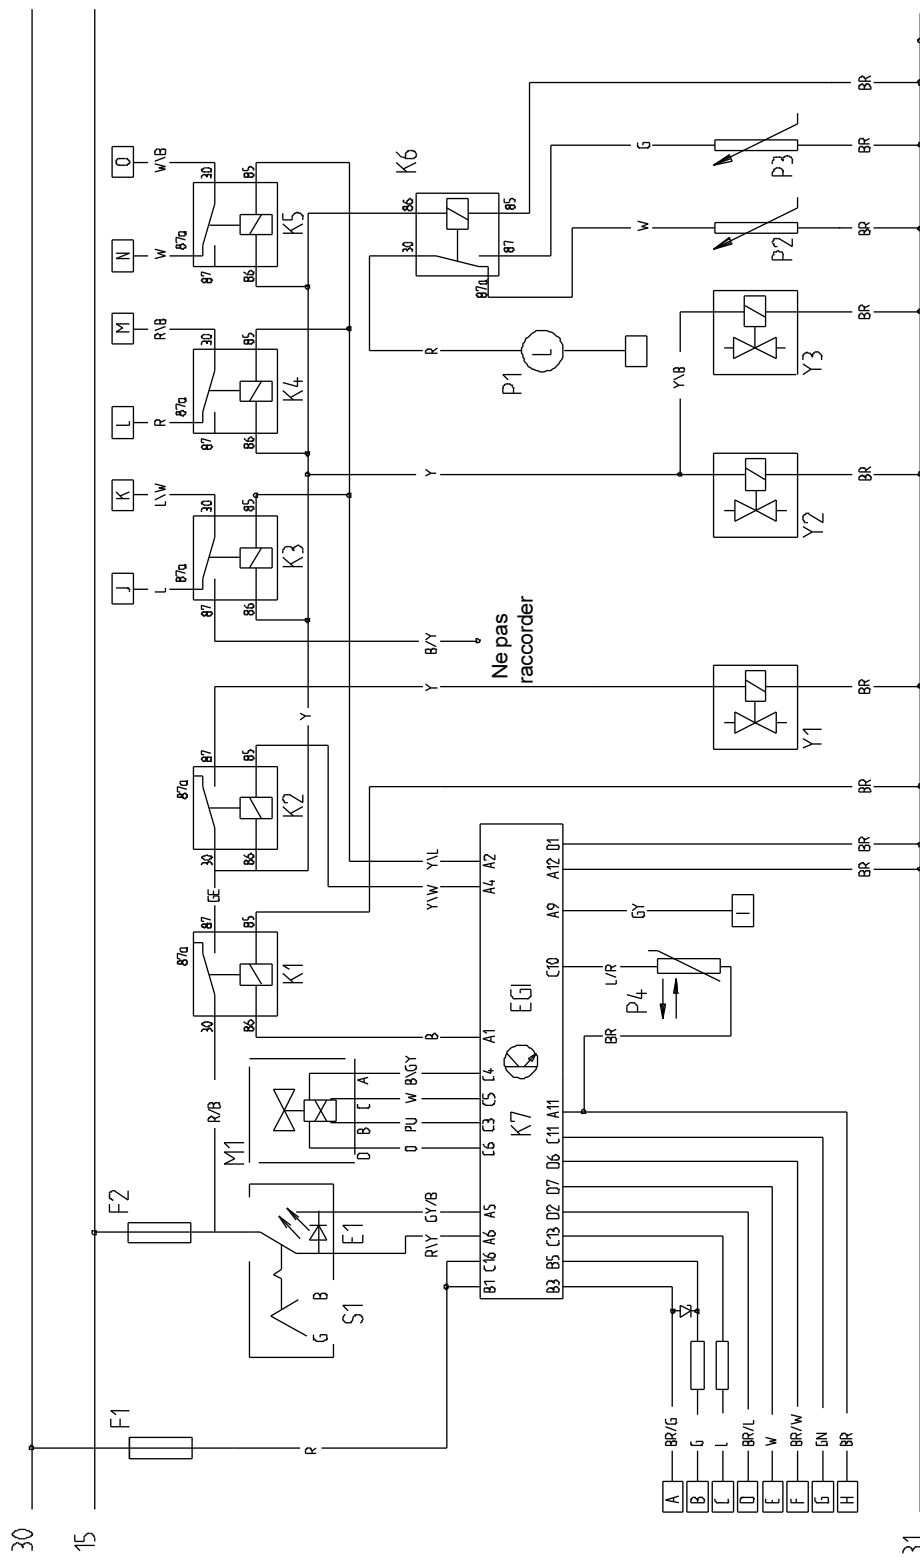 30
15
31
F1
F2
R
R/B
S1
G
B
E1
R\Y
GY/B
M1
D
B
C
A
O
PU
W
B\GY
K1
30
87
87a
86
85
GE
B
K2
30
87
87a
86
85
Y\W
Y\L
Y
Y
B/Y
Ne pas
raccorder
K3
87
87a
30
86
85
J
L
K
L\W
K4
87
87a
30
86
85
L
R
M
R\B
K5
87
87a
30
86
85
N
W
O
W\B
K6
86
30
85
87
87a
R
P1
L
Y
Y\B
W
G
P2
P3
Y1
Y2
Y3
BR
BR
BR
BR
BR
BR
BR
BR
BR
BR
K7
EGI
B1
C16
A6
A5
C6
C3
C5
C4
A1
A4
A2
B3
B5
C13
D2
D7
D6
C11
A11
C10
A9
A12
D1
L/R
P4
BR
GY
I
A
BR/G
B
G
C
L
D
BR/L
E
W
F
BR/W
G
GN
H
BR